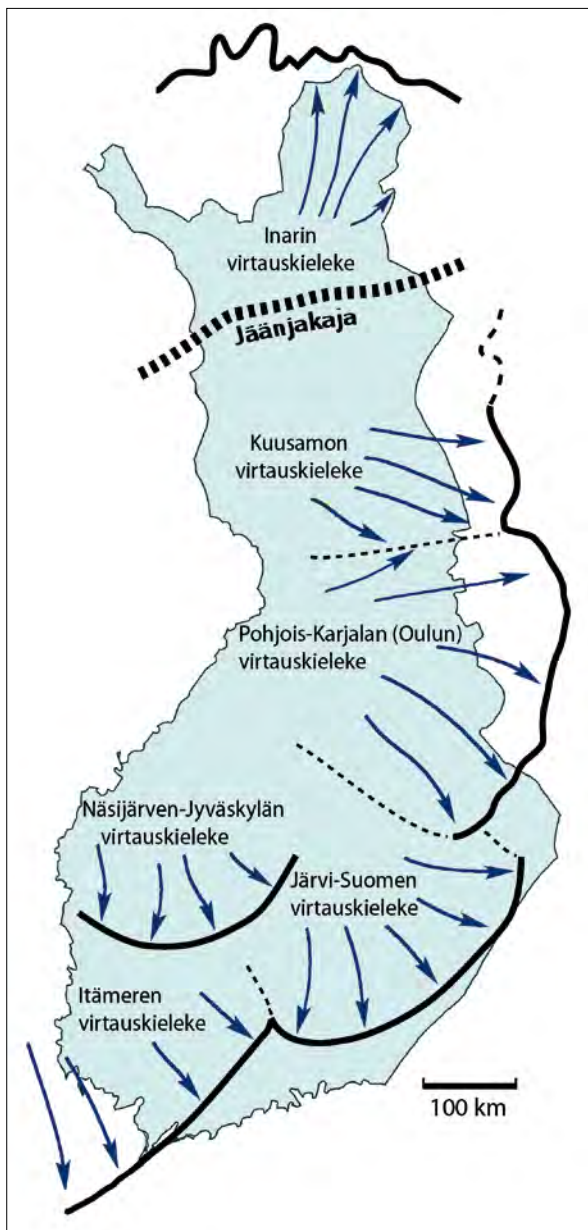 Inarin
virtauskieleke
Jäänjakaja
Kuusamon
virtauskieleke
Pohjois-Karjalan (Oulun)
virtauskieleke
Näsijärven-Jyväskylän
virtauskieleke
Järvi-Suomen
virtauskieleke
Itämeren
virtauskieleke
100 km